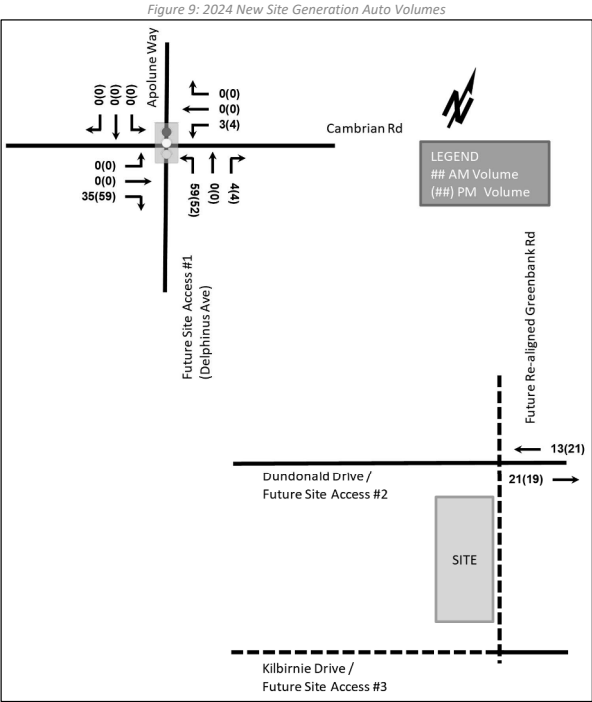 Figure 9: 2024 New Site Generation Auto Volumes
Apolune Way
0(0)
0(0)
0(0)
0(0)
0(0)
3(4)
Cambrian Rd
LEGEND
## AM Volume
(##) PM Volume
0(0)
0(0)
35(59)
59(52)
0(0)
4(4)
Future Site Access #1
(Delphinus Ave)
Future Re-aligned Greenbank Rd
13(21)
Dundonald Drive /
Future Site Access #2
21(19)
SITE
Kilbirnie Drive /
Future Site Access #3